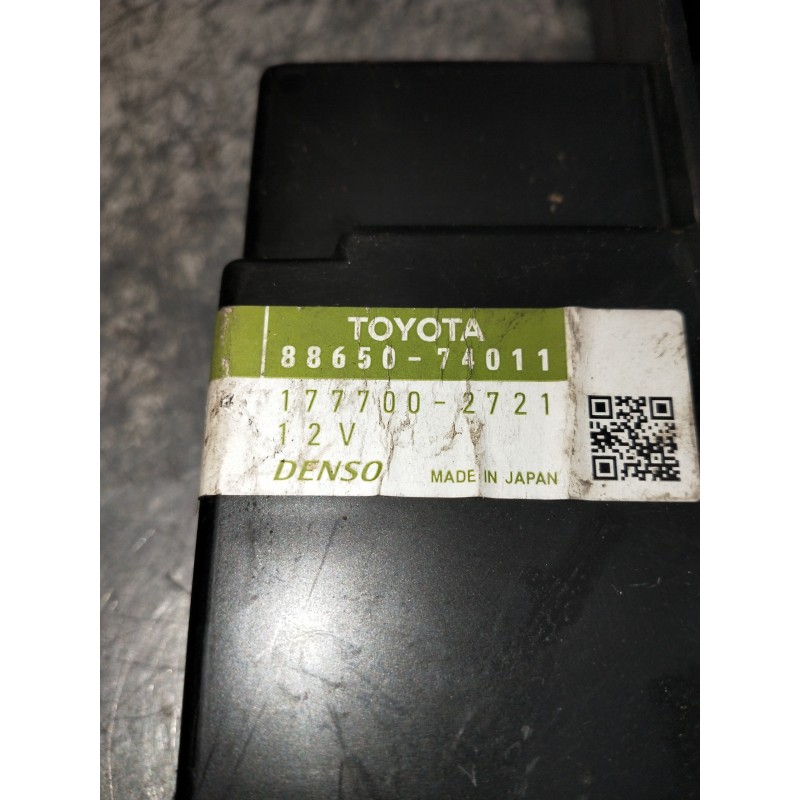 TOYOTA
88650-74011
177700-2721
12V
DENSO MADE IN JAPAN